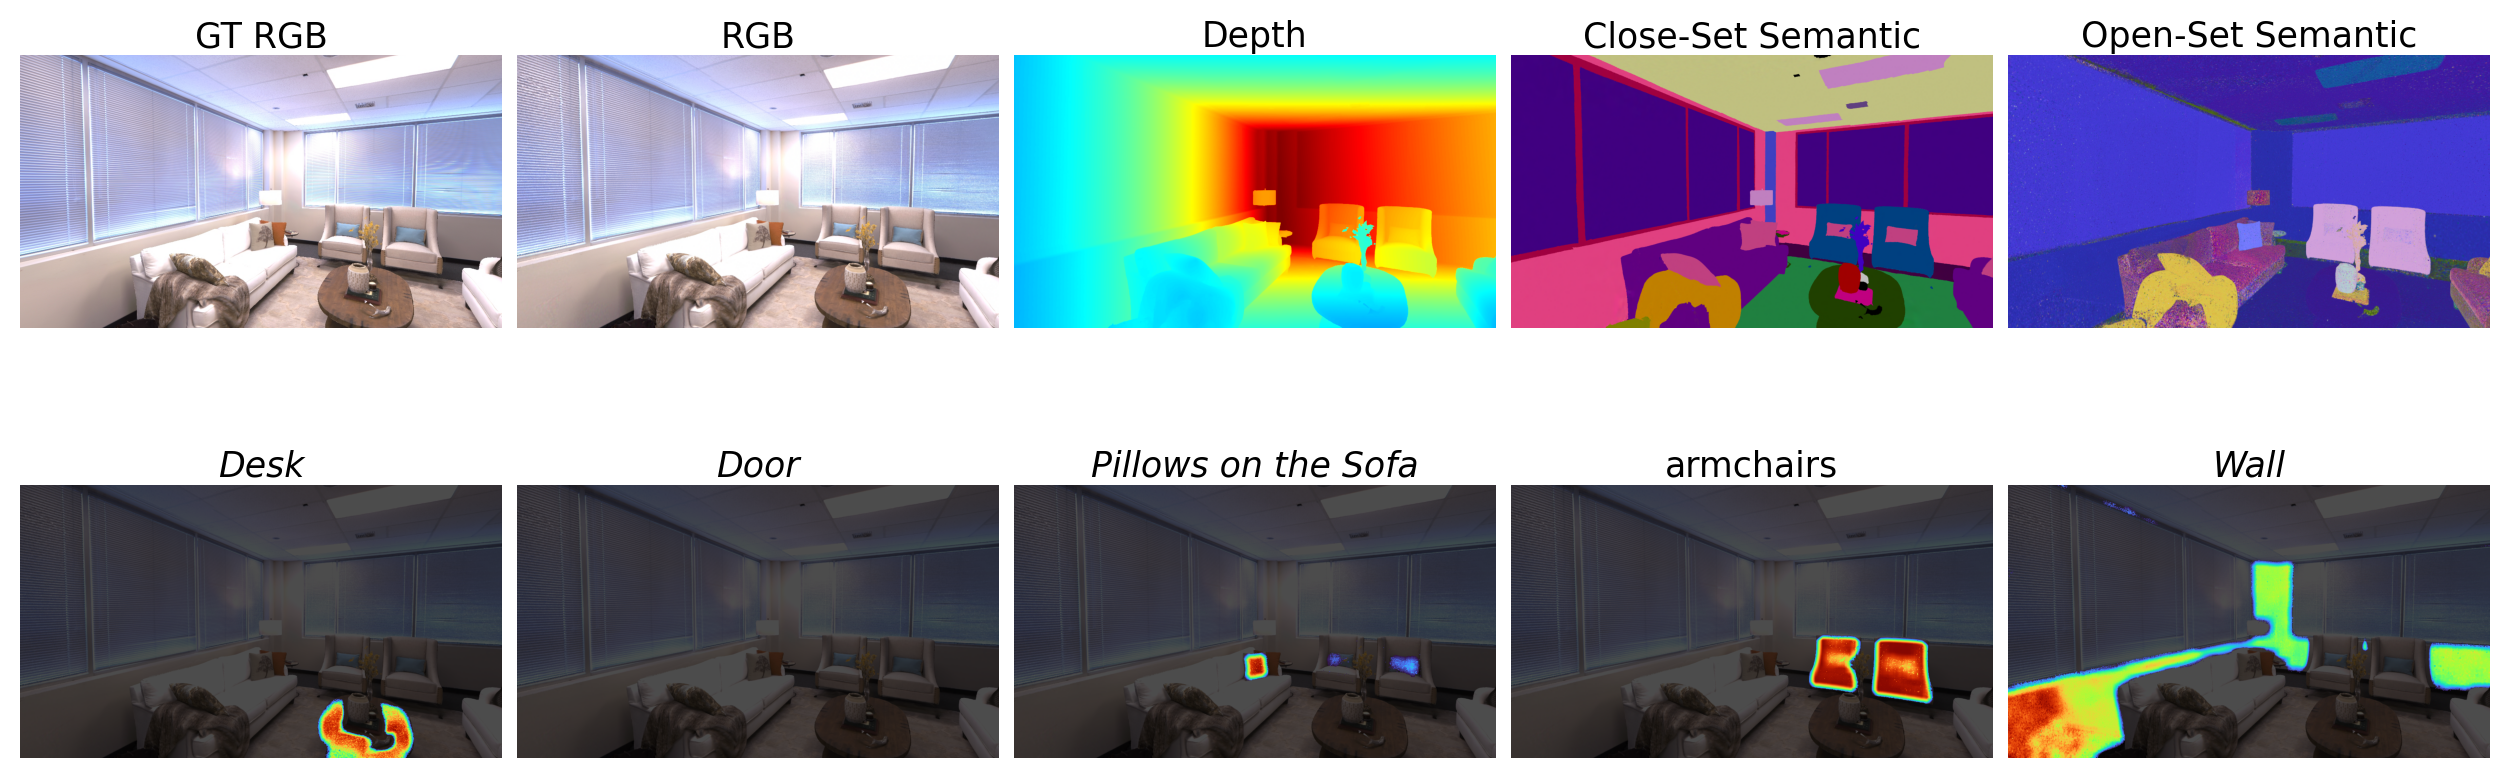 GT RGB
RGB
Depth
Close-Set Semantic
Open-Set Semantic
Desk
Door
Pillows on the Sofa
armchairs
Wall